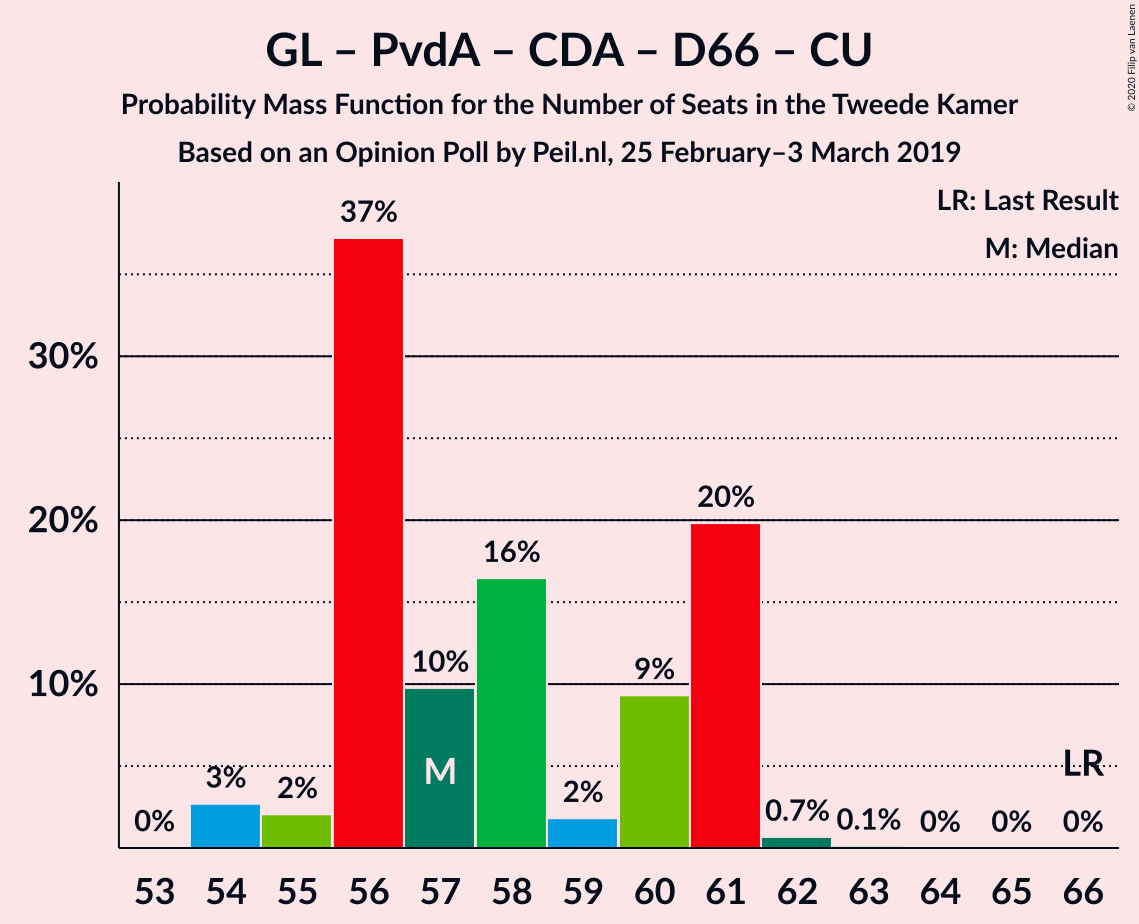 GL – PvdA – CDA – D66 – CU
Probability Mass Function for the Number of Seats in the Tweede Kamer
Based on an Opinion Poll by Peil.nl, 25 February–3 March 2019
© 2020 Filip van Laenen
LR: Last Result
M: Median
30%
20%
10%
0%
3%
2%
37%
10%
16%
2%
9%
20%
0.7%
0.1%
0%
0%
0%
M
LR
53 54 55 56 57 58 59 60 61 62 63 64 65 66